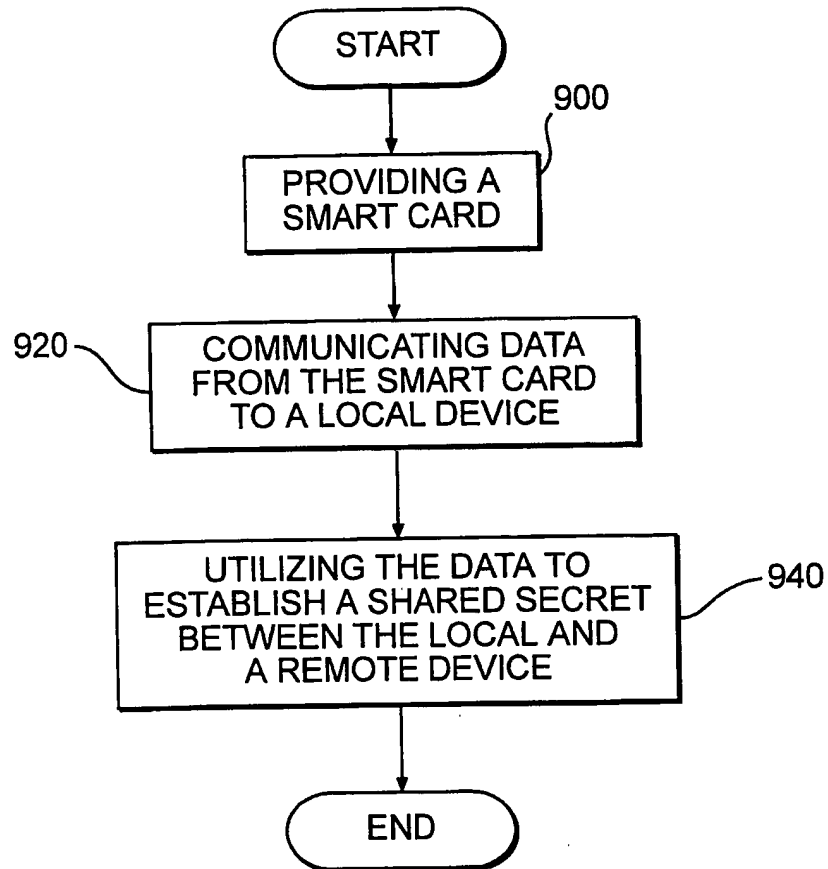 START
900
PROVIDING A
SMART CARD
920
COMMUNICATING DATA
FROM THE SMART CARD
TO A LOCAL DEVICE
UTILIZING THE DATA TO
ESTABLISH A SHARED SECRET
BETWEEN THE LOCAL AND
A REMOTE DEVICE
940
END